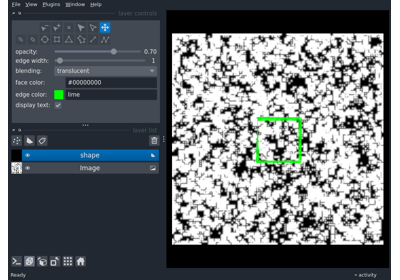 File View Plugins Window Help
layer controls
opacity: 0.70
edge width: 1
blending: translucent
face color: #00000000
edge color: lime
display text:
layer list
shape
Image
Ready
activity